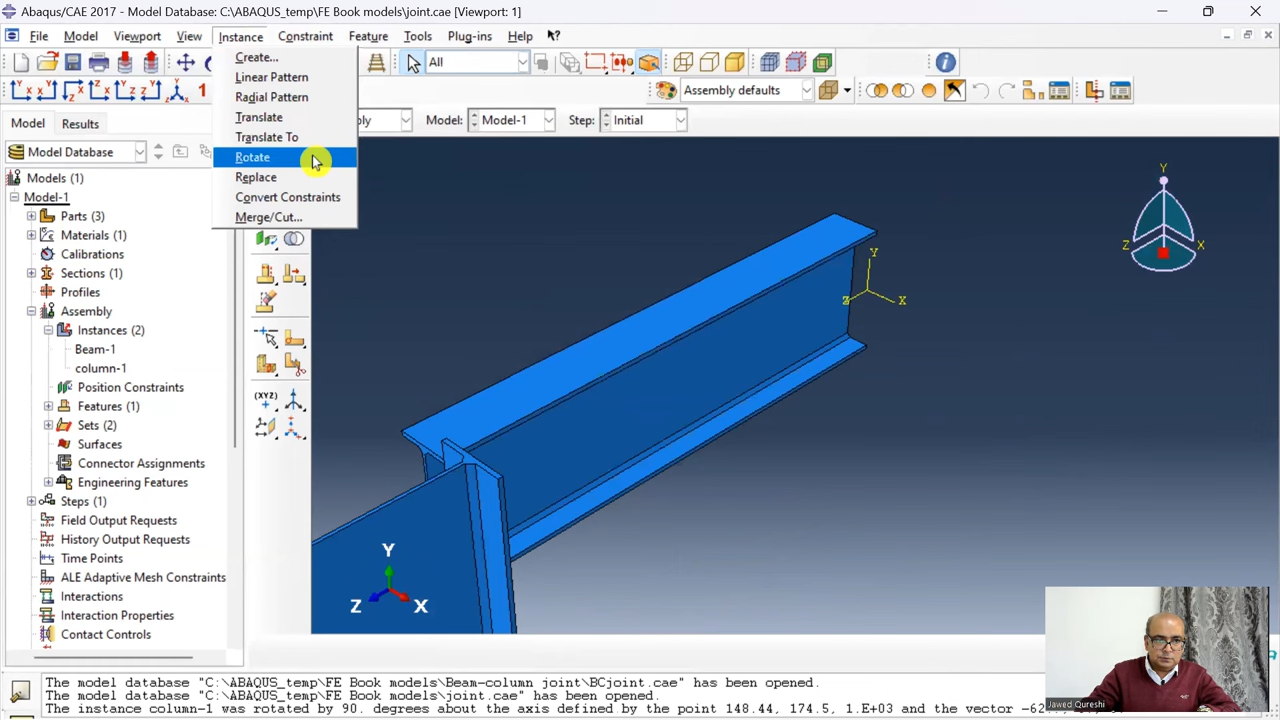 Abaqus/CAE 2017 - Model Database: C:\ABAQUS_temp\FE Book models\joint.cae [Viewport: 1]
File Model Viewport View Instance Constraint Feature Tools Plug-ins Help
Create...
Linear Pattern
Radial Pattern
Translate
Translate To
Rotate
Replace
Convert Constraints
Merge/Cut...
All
Assembly defaults
Model: Model-1 Step: Initial
Model Results
Model Database
Models (1)
Model-1
Parts (3)
Materials (1)
Calibrations
Sections (1)
Profiles
Assembly
Instances (2)
Beam-1
column-1
Position Constraints
Features (1)
Sets (2)
Surfaces
Connector Assignments
Engineering Features
Steps (1)
Field Output Requests
History Output Requests
Time Points
ALE Adaptive Mesh Constraints
Interactions
Interaction Properties
Contact Controls
(XYZ)
Y
Z X
Y
Z X
Y
Z X
The model database "C:\ABAQUS_temp\FE Book models\Beam-column joint\BCjoint.cae" has been opened.
The model database "C:\ABAQUS_temp\FE Book models\joint.cae" has been opened.
The instance column-1 was rotated by 90. degrees about the axis defined by the point 148.44, 174.5, 1.E+03 and the vector
Jawed Qureshi